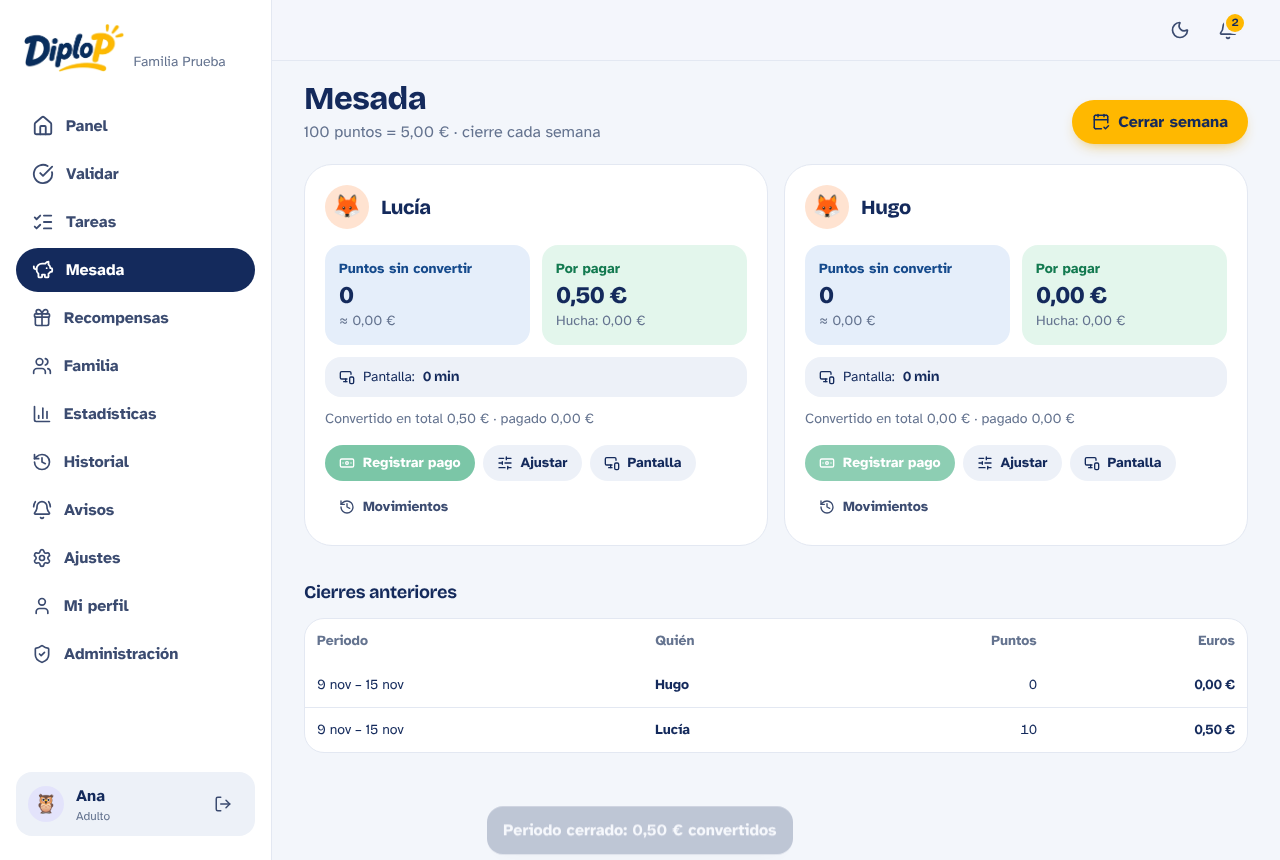 DiploP Familia Prueba
2
Panel
Validar
Tareas
Mesada
Recompensas
Familia
Estadísticas
Historial
Avisos
Ajustes
Mi perfil
Administración
Ana
Adulto
Mesada
100 puntos = 5,00 € · cierre cada semana
Cerrar semana
Lucía
Puntos sin convertir
0
≈ 0,00 €
Por pagar
0,50 €
Hucha: 0,00 €
Pantalla: 0 min
Convertido en total 0,50 € · pagado 0,00 €
Registrar pago Ajustar Pantalla
Movimientos
Hugo
Puntos sin convertir
0
≈ 0,00 €
Por pagar
0,00 €
Hucha: 0,00 €
Pantalla: 0 min
Convertido en total 0,00 € · pagado 0,00 €
Registrar pago Ajustar Pantalla
Movimientos
Cierres anteriores
Periodo Quién Puntos Euros
9 nov – 15 nov Hugo 0 0,00 €
9 nov – 15 nov Lucía 10 0,50 €
Periodo cerrado: 0,50 € convertidos